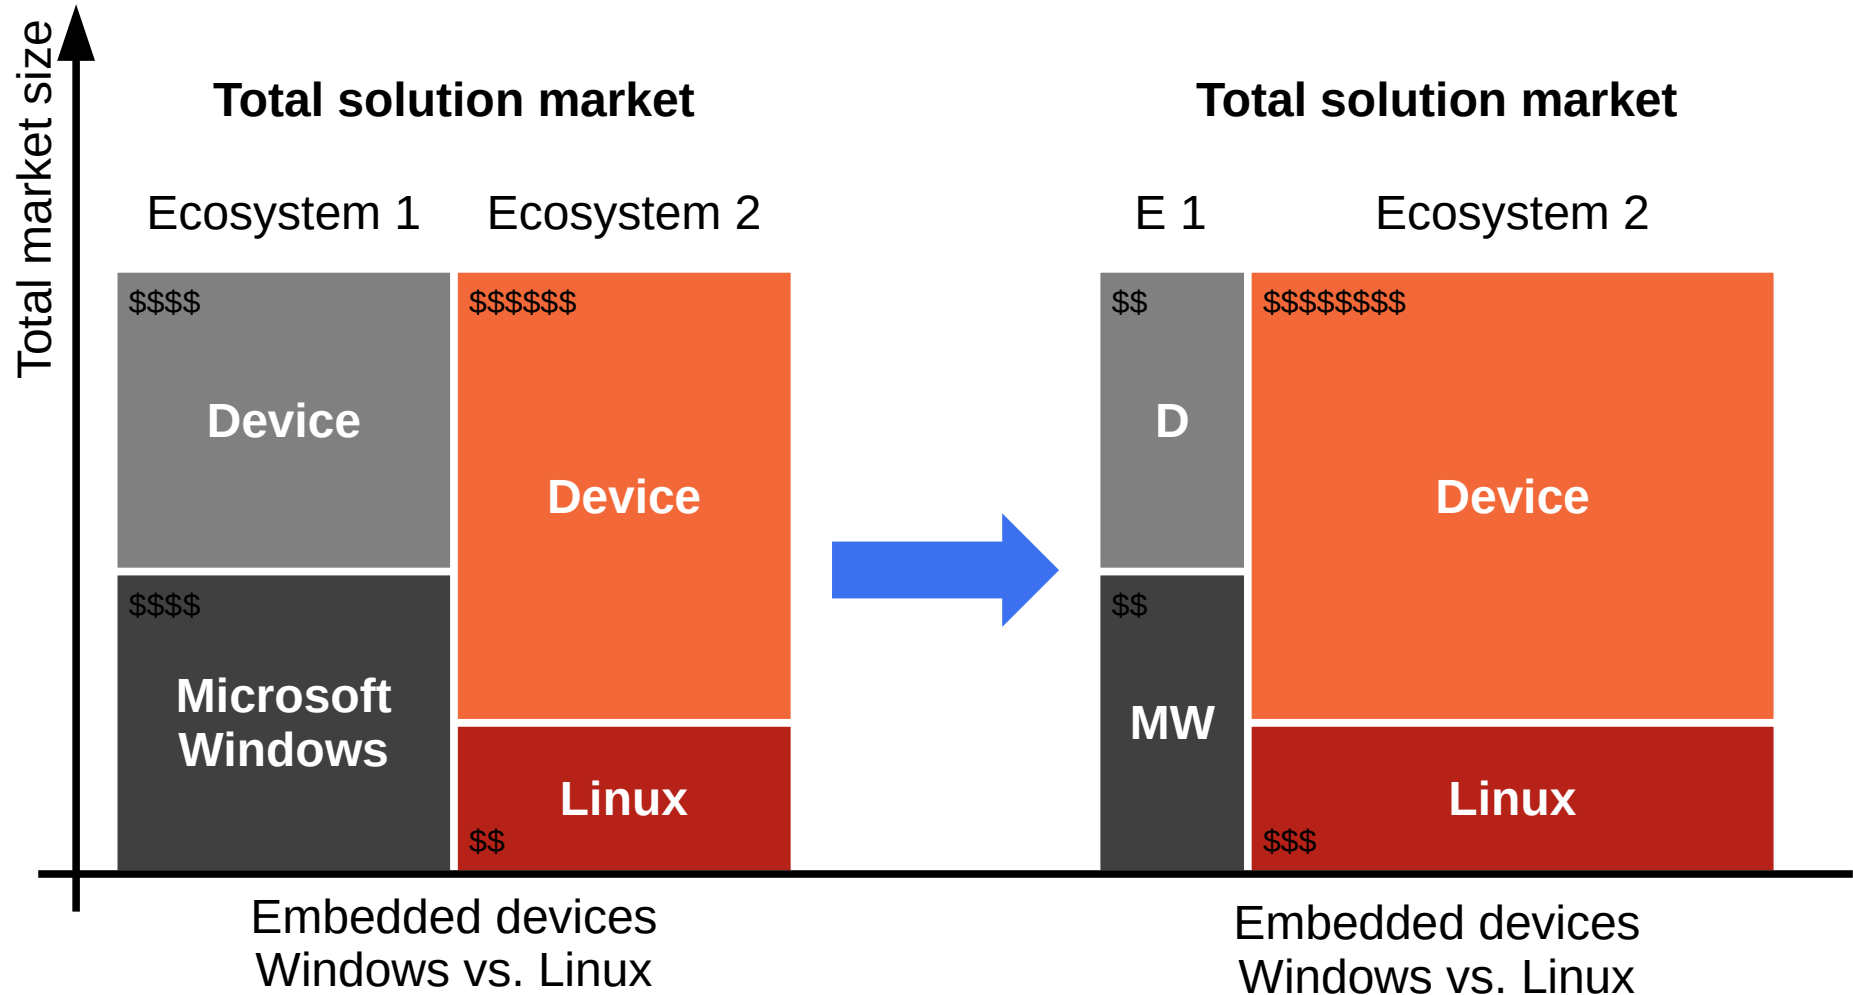 Total market size
Total solution market
Ecosystem 1
Ecosystem 2
$$$$
Device
$$$$
Microsoft
Windows
$$$$$$
Device
Linux
$$
Embedded devices
Windows vs. Linux
Total solution market
E 1
Ecosystem 2
$$
D
$$
MW
$$$$$$$$
Device
Linux
$$$
Embedded devices
Windows vs. Linux